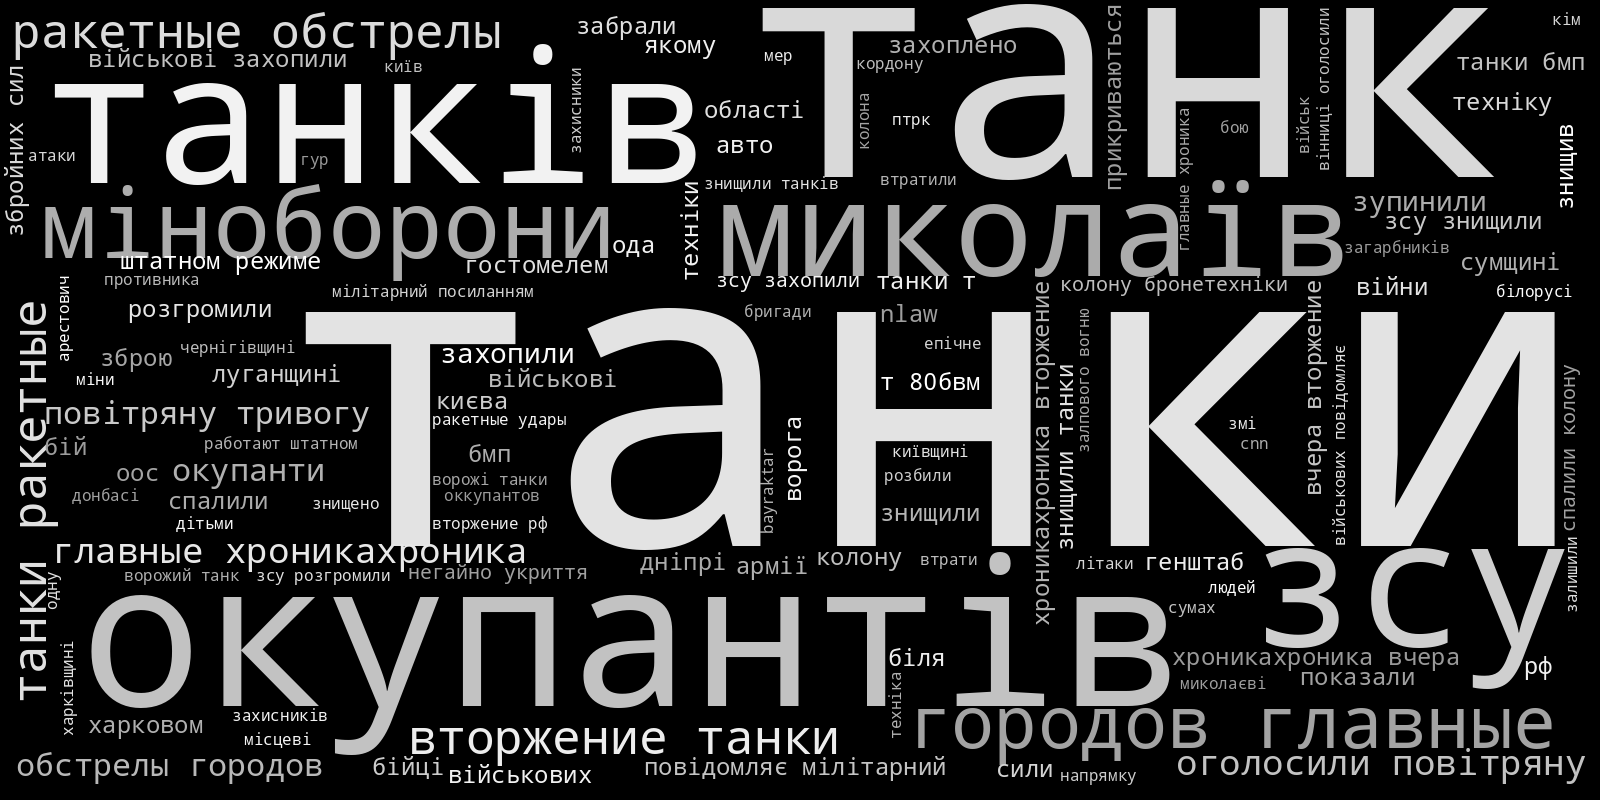 ракетные обстрелы
забрали
якому
мер
захоплено
кордону
кім
військові захопили
київ
танки бмп
танків
танк
області
техніку
авто
птрк
бою
колона
захисники
прикриваються
військ
вінниці оголосили
главные хроника
знищив
збройних сил
атаки
гур
знищили танків
втратили
міноборони
миколаїв
зупинили
зсу знищили
загарбників
сумщині
ода
техніки
штатном режиме
гостомелем
противника
мілітарний посиланням
зсу захопили
танки т
колону бронетехніки
війни
білорусі
розгромили
арестович
бригади
nlaw
епічне
танки
зброю
чернігівщині
міни
луганщині
захопили
військові
т 80бвм
києва
ракетные удары
повітряну тривогу
бій
работают штатном
бмп
ворога
bayraktar
київщині
розбили
змі
cnn
оос
окупанти
ворожі танки
оккупантов
донбасі
спалили
знищено
дітьми
вторжение рф
знищили
хроникахроника вторжение
знищили танки
залпового вогню
вчера вторжение
військових повідомляє
спалили колону
танки ракетные
главные хроникахроника
дніпрі
армії
колону
втрати
літаки
генштаб
людей
сумах
зсу
залишили
одну
ворожий танк
зсу розгромили
негайно укриття
окупантів
біля
хроникахроника вчера
миколаєві
показали
рф
харківщині
харковом
захисників
місцеві
техніка
вторжение танки
городов главные
обстрелы городов
бійці
військових
повідомляє мілітарний
сили
напрямку
оголосили повітряну